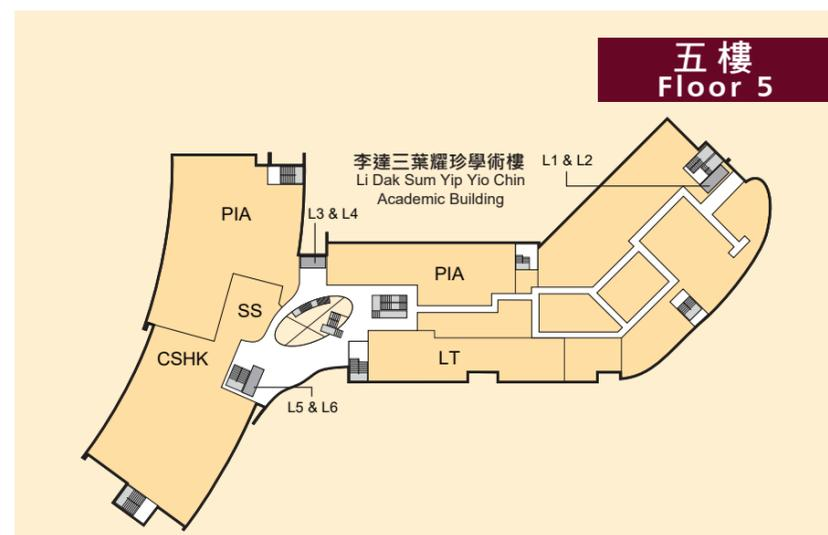 五樓
Floor 5
李達三葉耀珍學術樓
Li Dak Sum Yip Yio Chin
Academic Building
L1 & L2
PIA
L3 & L4
PIA
SS
CSHK
LT
L5 & L6